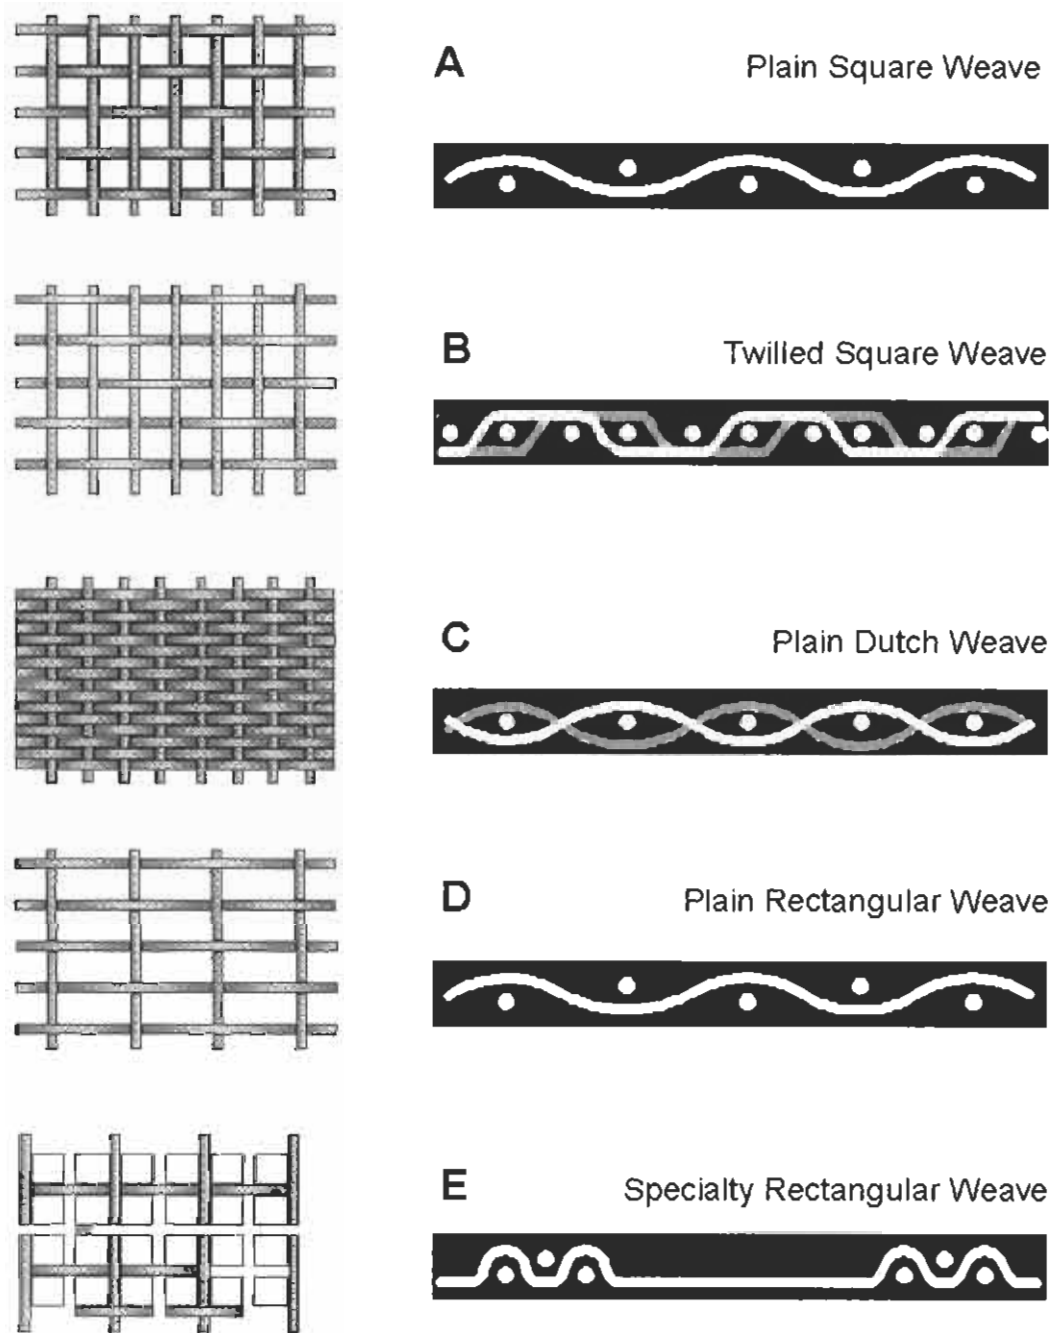 A
Plain Square Weave
B
Twilled Square Weave
C
Plain Dutch Weave
D
Plain Rectangular Weave
E
Specialty Rectangular Weave